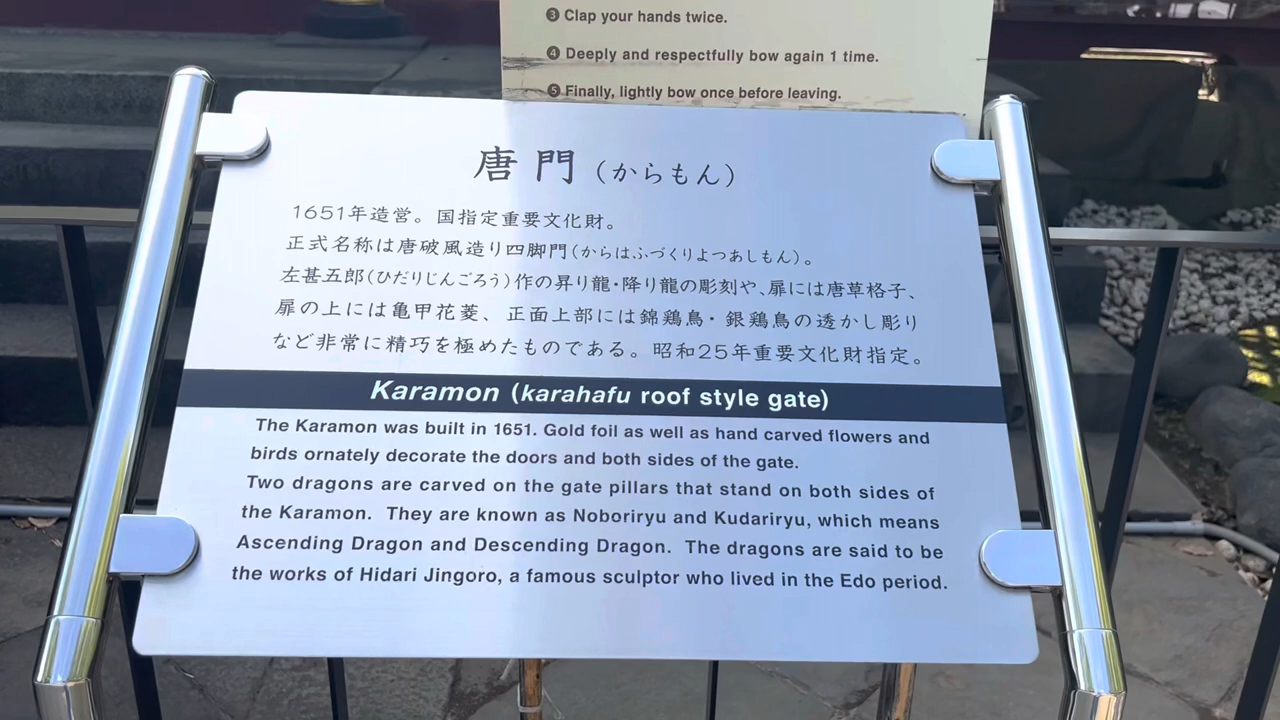 ❸ Clap your hands twice.
❹ Deeply and respectfully bow again 1 time.
❺ Finally, lightly bow once before leaving.
唐門（からもん）
1651年造営。国指定重要文化財。
正式名称は唐破風造り四脚門（からはふづくりよつあしもん）。
左甚五郎（ひだりじんごろう）作の昇り龍・降り龍の彫刻や、扉には唐草格子、
扉の上には亀甲花菱、正面上部には錦鶏鳥・銀鶏鳥の透かし彫り
など非常に精巧を極めたものである。昭和25年重要文化財指定。
Karamon (karahafu roof style gate)
The Karamon was built in 1651. Gold foil as well as hand carved flowers and
birds ornately decorate the doors and both sides of the gate.
Two dragons are carved on the gate pillars that stand on both sides of
the Karamon. They are known as Noboriryu and Kudariryu, which means
Ascending Dragon and Descending Dragon. The dragons are said to be
the works of Hidari Jingoro, a famous sculptor who lived in the Edo period.